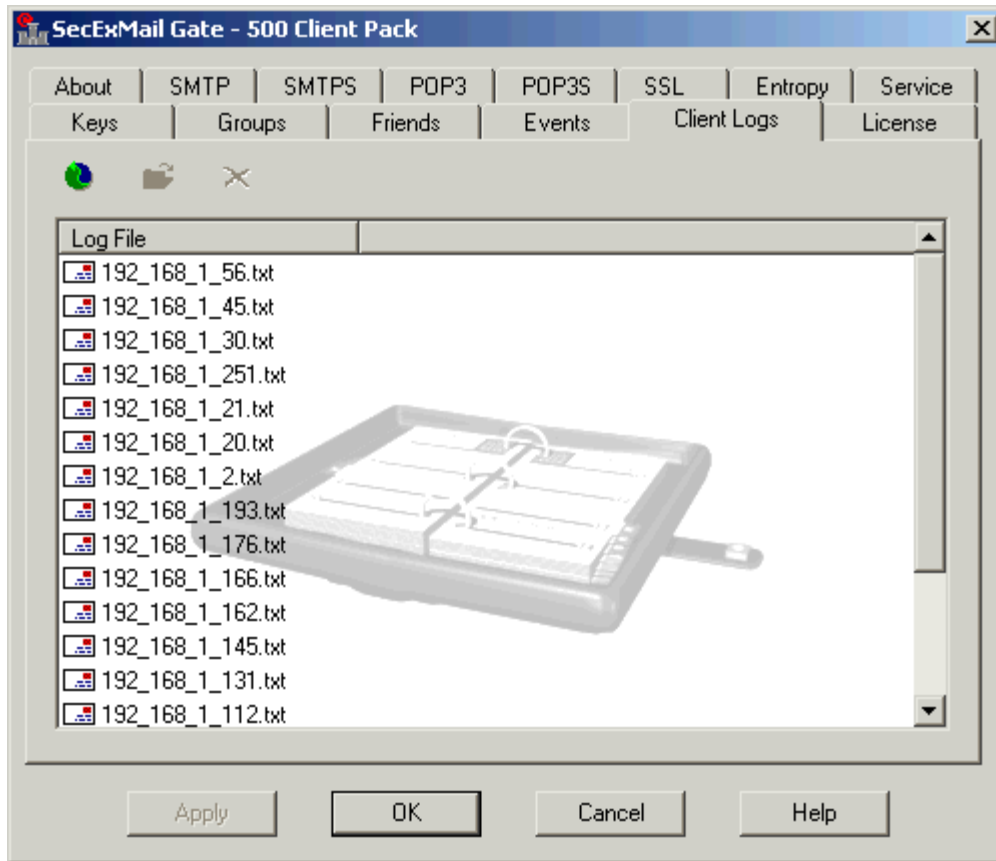 SecExMail Gate - 500 Client Pack
About SMTP SMTPS POP3 POP3S SSL Entropy Service
Keys Groups Friends Events Client Logs License
Log File
192_168_1_56.txt
192_168_1_45.txt
192_168_1_30.txt
192_168_1_251.txt
192_168_1_21.txt
192_168_1_20.txt
192_168_1_2.txt
192_168_1_193.txt
192_168_1_176.txt
192_168_1_166.txt
192_168_1_162.txt
192_168_1_145.txt
192_168_1_131.txt
192_168_1_112.txt
Apply OK Cancel Help